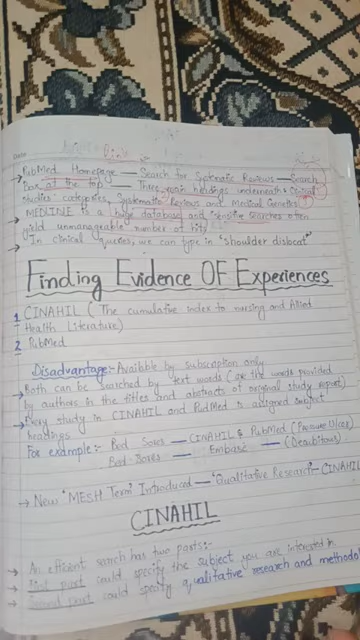 Date
→ PubMed Homepage — Search for Systematic Reviews — Search
Box at the top — Three main headings underneath: Clinical
studies categories, Systematic Reviews and Medical Genetics
→ MEDLINE is a huge database and sensitive searches often
yield unmanageable number of hits
→ In clinical queries, we can type in "shoulder dislocat"
Finding Evidence OF Experiences
1 CINAHIL (The cumulative index to nursing and Allied
Health Literature)
2 PubMed
Disadvantage:- Available by subscription only
→ Both can be searched by text words (are the words provided
by authors in the titles and abstracts of original study report)
→ Every study in CINAHIL and PudMed is assigned subject
headings
For example:- Bed Sores — CINAHIL & PubMed (Pressure Ulcer)
Bed Sores — Embase — (Decubitous)
→ New "MESH Term" Introduced — "Qualitative Research" — CINAHIL
CINAHIL
→ An efficient search has two parts:-
→ First part could specify the subject you are interested in
→ Second part could specify qualitative research and methodol